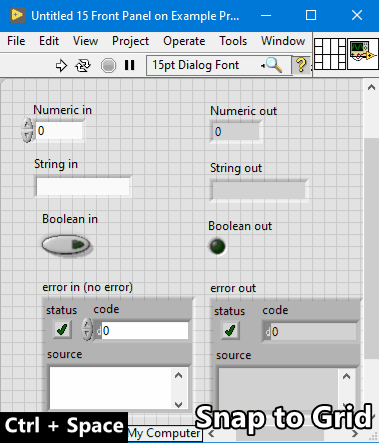 Untitled 15 Front Panel on Example Pr...
File Edit View Project Operate Tools Window
15pt Dialog Font ?
Numeric in Numeric out
0 0
String in String out
Boolean in Boolean out
error in (no error) error out
status code status code
0 0
source source
Ctrl + Space My Computer Snap to Grid